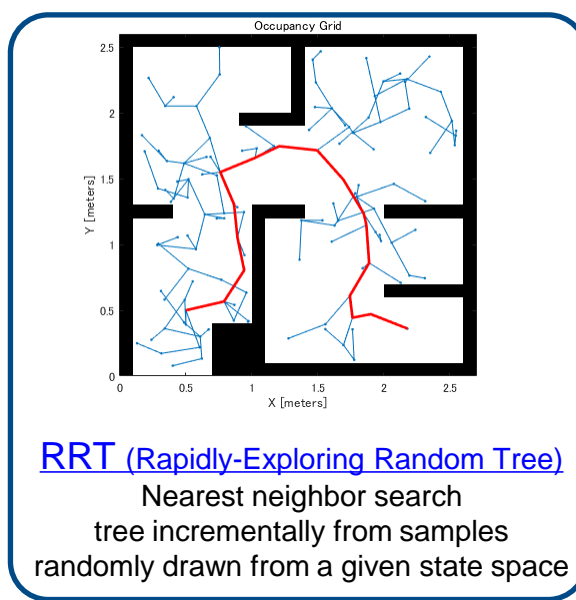 Occupancy Grid
2.5
2
1.5
1
0.5
0
Y [meters]
0
0.5
1
1.5
2
2.5
X [meters]
RRT (Rapidly-Exploring Random Tree)
Nearest neighbor search
tree incrementally from samples
randomly drawn from a given state space